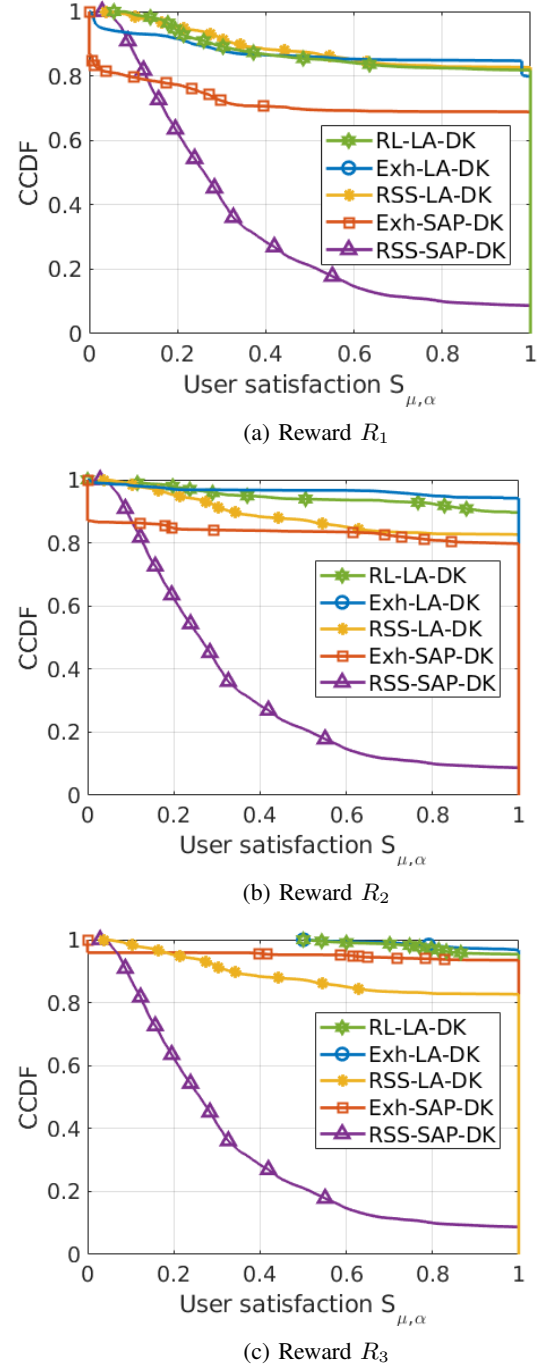 1
0.8
0.6
0.4
0.2
0
CCDF
RL-LA-DK
Exh-LA-DK
RSS-LA-DK
Exh-SAP-DK
RSS-SAP-DK
0 0.2 0.4 0.6 0.8 1
User satisfaction S_{μ,α}
(a) Reward R_1
1
0.8
0.6
0.4
0.2
0
CCDF
RL-LA-DK
Exh-LA-DK
RSS-LA-DK
Exh-SAP-DK
RSS-SAP-DK
0 0.2 0.4 0.6 0.8 1
User satisfaction S_{μ,α}
(b) Reward R_2
1
0.8
0.6
0.4
0.2
0
CCDF
RL-LA-DK
Exh-LA-DK
RSS-LA-DK
Exh-SAP-DK
RSS-SAP-DK
0 0.2 0.4 0.6 0.8 1
User satisfaction S_{μ,α}
(c) Reward R_3